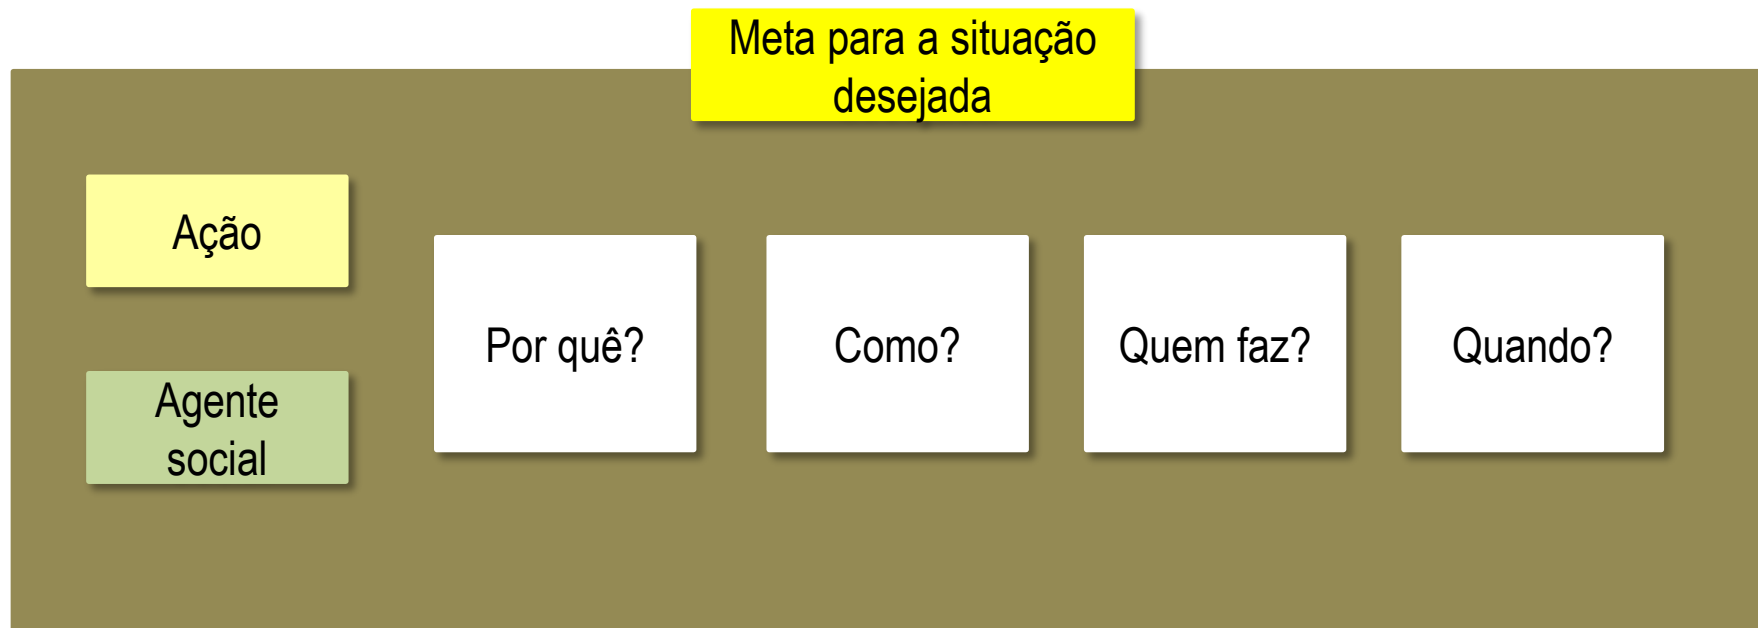 Meta para a situação
desejada
Ação
Agente
social
Por quê?
Como?
Quem faz?
Quando?